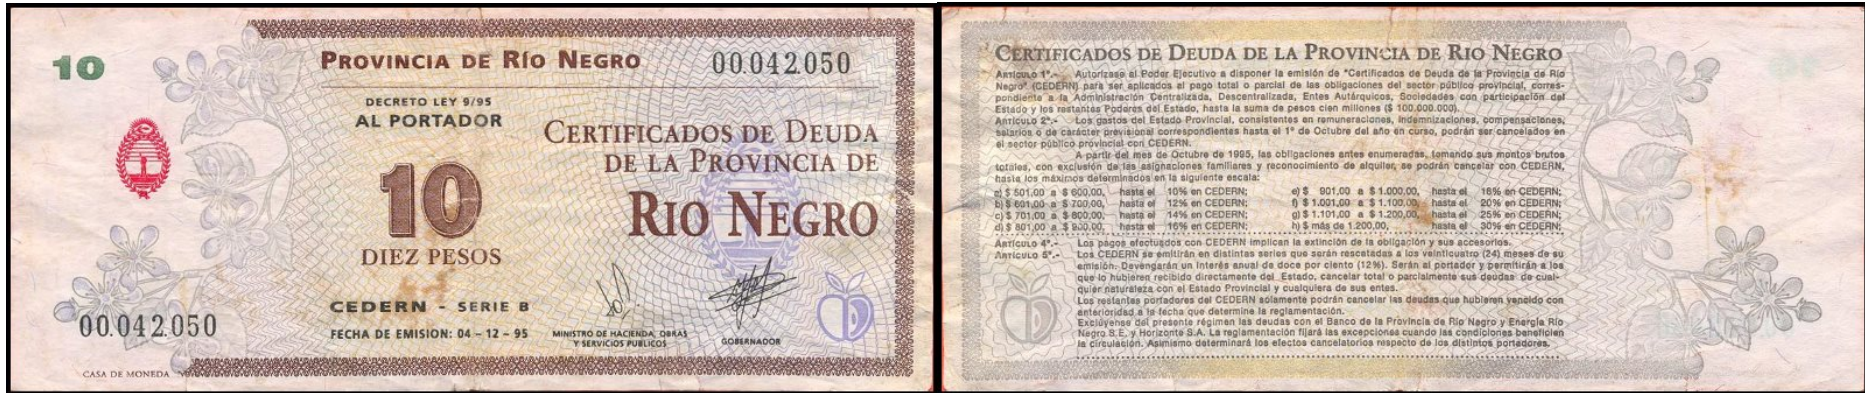 10
PROVINCIA DE RÍO NEGRO
00.042.050
DECRETO LEY 9/95
AL PORTADOR
CERTIFICADOS DE DEUDA
DE LA PROVINCIA DE
RIO NEGRO
10
DIEZ PESOS
CEDERN - SERIE B
FECHA DE EMISION: 04 - 12 - 95
MINISTRO DE HACIENDA, OBRAS
Y SERVICIOS PUBLICOS
GOBERNADOR
00.042.050
CASA DE MONEDA
CERTIFICADOS DE DEUDA DE LA PROVINCIA DE RIO NEGRO
ARTICULO 1º.- Autorízase al Poder Ejecutivo a disponer la emisión de "Certificados de Deuda de la Provincia de Río
Negro" (CEDERN) para ser aplicados al pago total o parcial de las obligaciones del sector público provincial, corres-
pondiente a la Administración Centralizada, Descentralizada, Entes Autárquicos, Sociedades con participación del
Estado y los restantes Poderes del Estado, hasta la suma de pesos cien millones ($ 100.000.000).
ARTICULO 2º.- Los gastos del Estado Provincial, consistentes en remuneraciones, indemnizaciones, compensaciones,
salarios o de carácter previsional correspondientes hasta el 1º de Octubre del año en curso, podrán ser cancelados en
el sector público provincial con CEDERN.
A partir del mes de Octubre de 1995, las obligaciones antes enumeradas, tomando sus montos brutos
totales, con exclusión de las asignaciones familiares y reconocimiento de alquiler, se podrán cancelar con CEDERN,
hasta los máximos determinados en la siguiente escala:
a) $ 501,00 a $ 600,00, hasta el 10% en CEDERN; e) $ 901,00 a $ 1.000,00, hasta el 18% en CEDERN;
b) $ 601,00 a $ 700,00, hasta el 12% en CEDERN; f) $ 1.001,00 a $ 1.100,00, hasta el 20% en CEDERN;
c) $ 701,00 a $ 800,00, hasta el 14% en CEDERN; g) $ 1.101,00 a $ 1.200,00, hasta el 25% en CEDERN;
d) $ 801,00 a $ 900,00, hasta el 16% en CEDERN; h) $ más de 1.200,00, hasta el 30% en CEDERN;
ARTICULO 4º.- Los pagos efectuados con CEDERN implican la extinción de la obligación y sus accesorios.
ARTICULO 5º.- Los CEDERN se emitirán en distintas series que serán rescatadas a los veinticuatro (24) meses de su
emisión. Devengarán un interés anual de doce por ciento (12%). Serán al portador y permitirán a los
que lo hubieren recibido directamente del Estado, cancelar total o parcialmente sus deudas de cual-
quier naturaleza con el Estado Provincial y cualquiera de sus entes.
Los restantes portadores del CEDERN solamente podrán cancelar las deudas que hubieren vencido con
anterioridad a la fecha que determine la reglamentación.
Exclúyense del presente régimen las deudas con el Banco de la Provincia de Río Negro y Energía Río
Negro S.E. y Horizonte S.A. La reglamentación fijará las excepciones cuando las condiciones beneficien
la circulación. Asimismo determinará los efectos cancelatorios respecto de los distintos portadores.